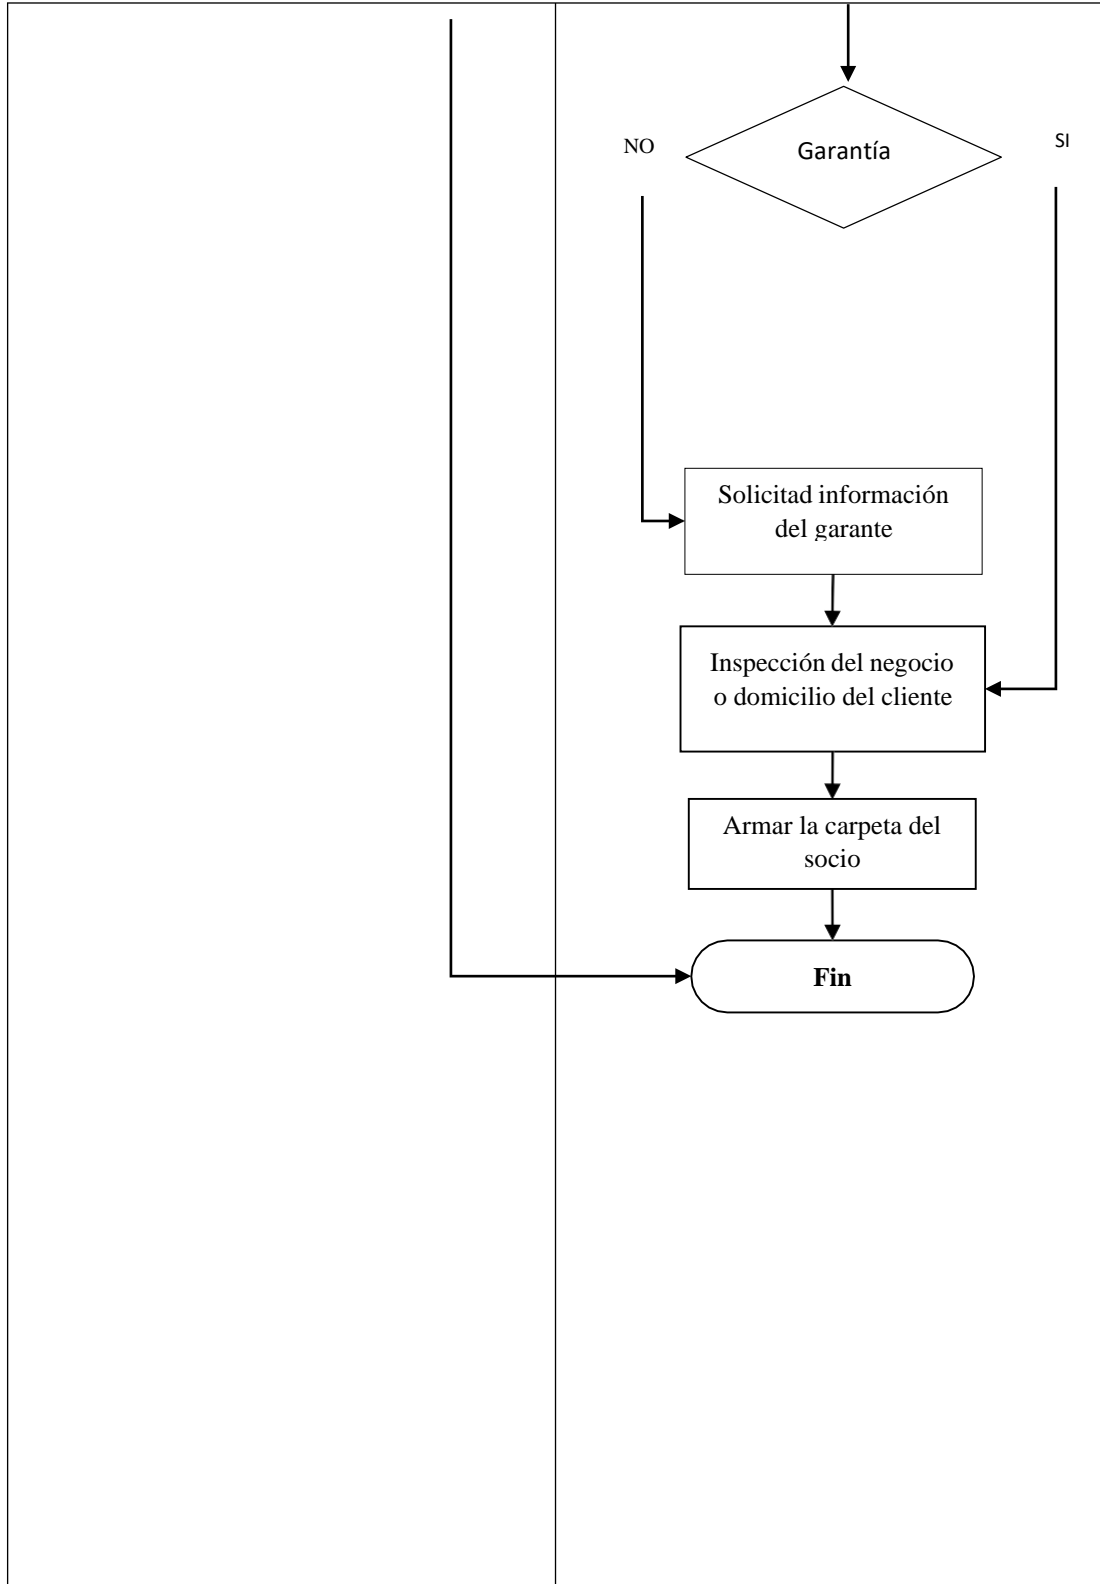 NO
Garantía
SI
Solicitad información
del garante
Inspección del negocio
o domicilio del cliente
Armar la carpeta del
socio
Fin